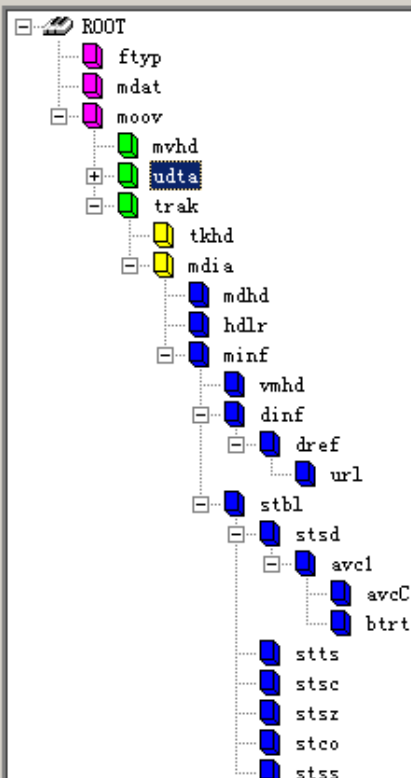 ROOT
ftyp
mdat
moov
mvhd
udta
trak
tkhd
mdia
mdhd
hdlr
minf
vmhd
dinf
dref
url
stbl
stsd
avc1
avcC
btrt
stts
stsc
stsz
stco
stss